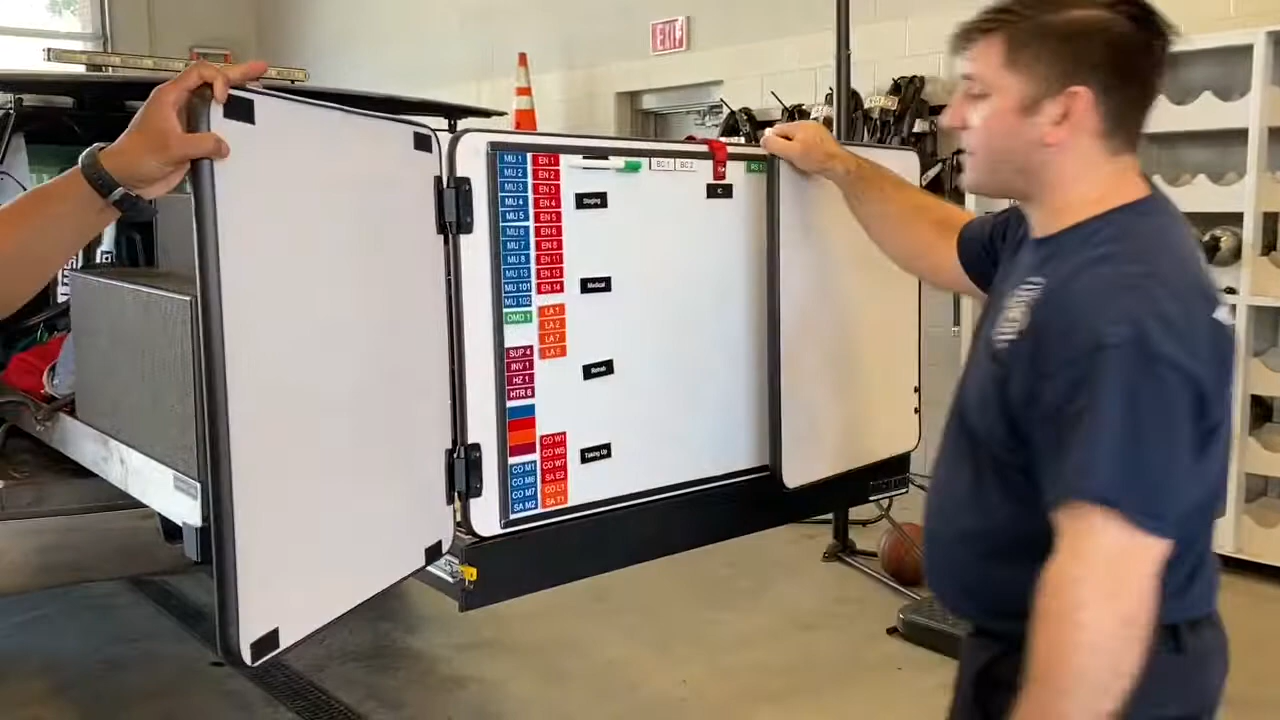 EXIT
MU 1
MU 2
MU 3
MU 4
MU 5
MU 6
MU 7
MU 8
MU 13
MU 101
MU 102
OMD 1
SUP 4
INV 1
HZ 1
HTR 6
CO M1
CO M6
CO M7
SA M2
EN 1
EN 2
EN 3
EN 4
EN 5
EN 6
EN 8
EN 11
EN 13
EN 14
LA 1
LA 2
LA 7
LA 8
CO W1
CO W5
CO W7
SA E2
CO L1
SA T1
Staging
Medical
Rehab
Taking Up
BC 1
BC 2
IC
RS 1